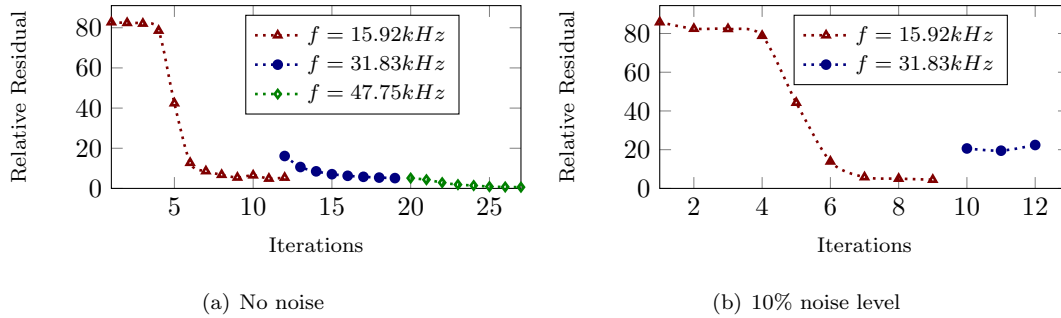 Relative Residual
80
60
40
20
0
5
10
15
20
25
Iterations
f = 15.92kHz
f = 31.83kHz
f = 47.75kHz
(a) No noise
Relative Residual
80
60
40
20
0
2
4
6
8
10
12
Iterations
f = 15.92kHz
f = 31.83kHz
(b) 10% noise level